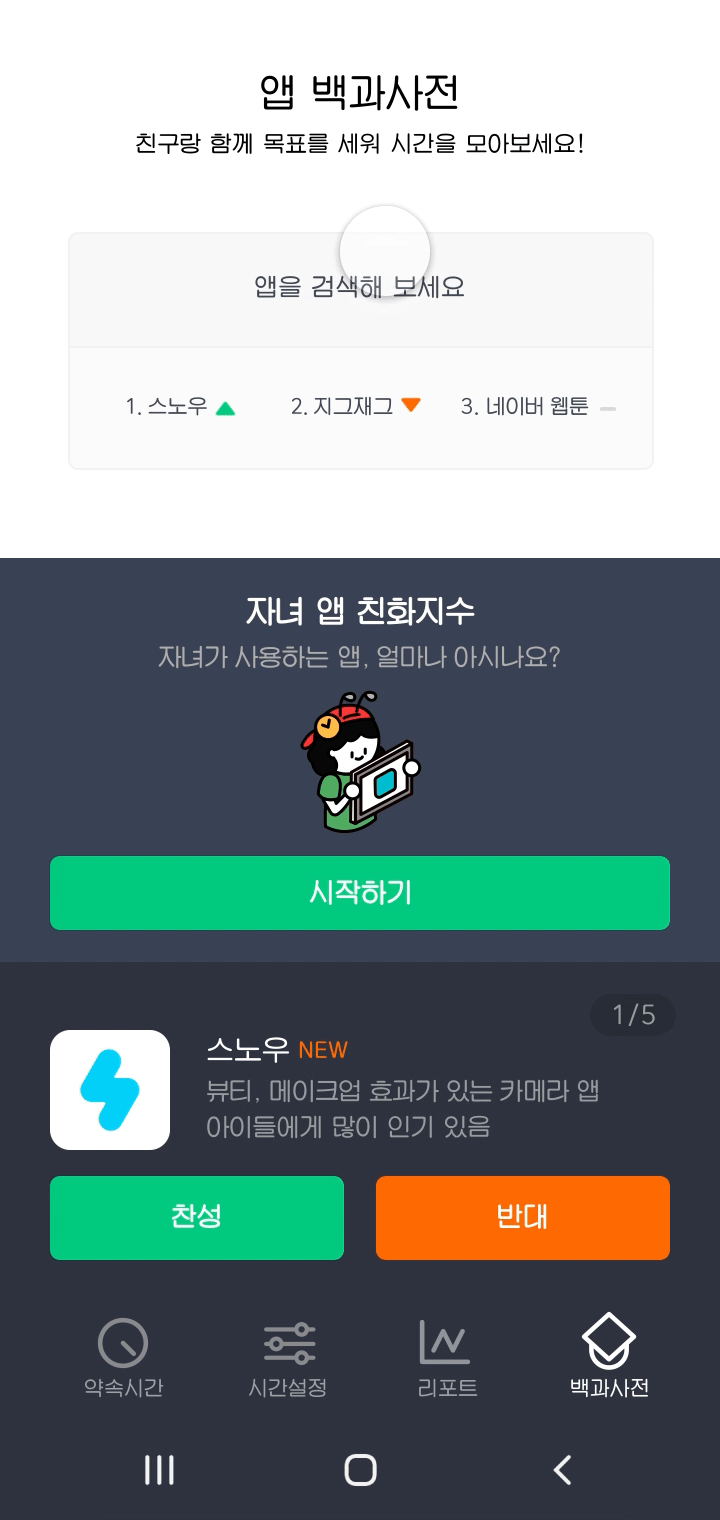 앱 백과사전
친구랑 함께 목표를 세워 시간을 모아보세요!
앱을 검색해 보세요
1. 스노우 2. 지그재그 3. 네이버 웹툰
자녀 앱 친화지수
자녀가 사용하는 앱, 얼마나 아시나요?
시작하기
1/5
스노우 NEW
뷰티, 메이크업 효과가 있는 카메라 앱
아이들에게 많이 인기 있음
찬성 반대
약속시간 시간설정 리포트 백과사전